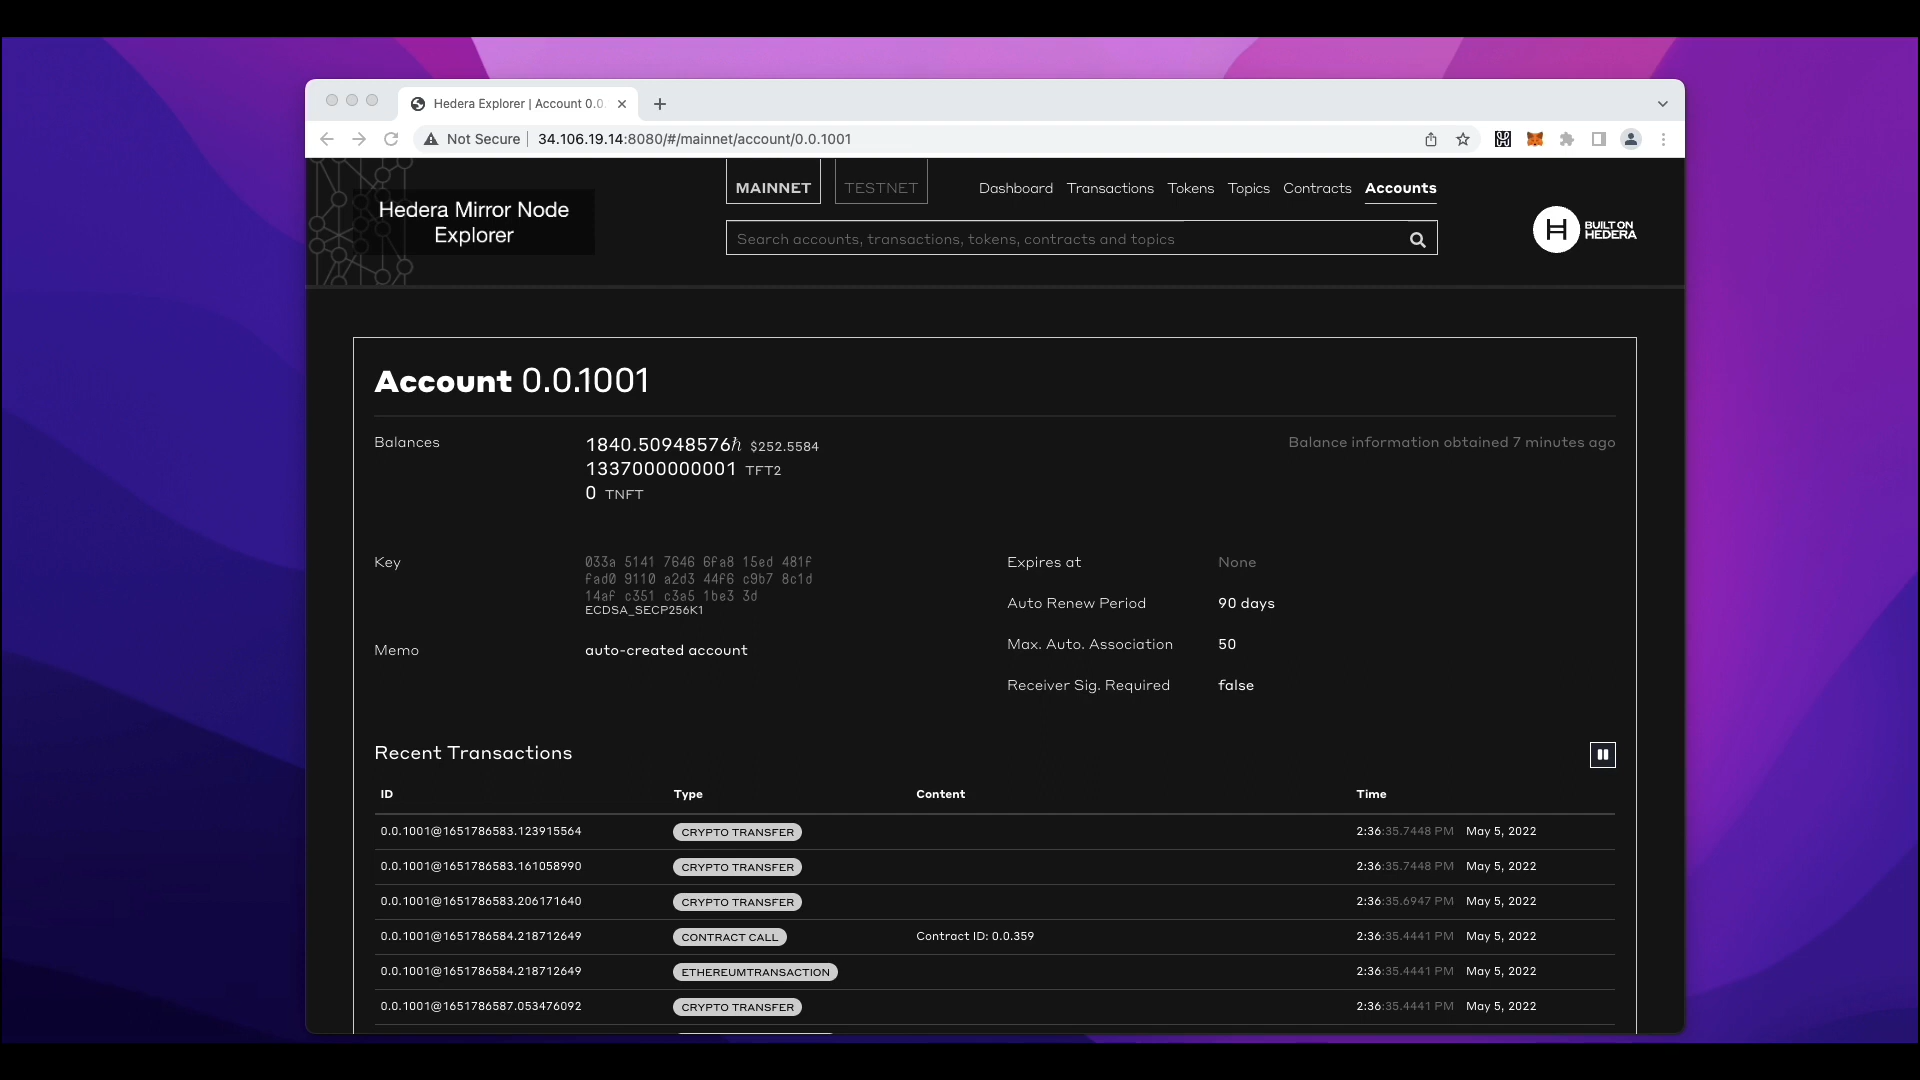 Hedera Explorer | Account 0.0.
Not Secure 34.106.19.14:8080/#/mainnet/account/0.0.1001
MAINNET TESTNET Dashboard Transactions Tokens Topics Contracts Accounts
Hedera Mirror Node
Explorer
Search accounts, transactions, tokens, contracts and topics
H BUILT ON
HEDERA
Account 0.0.1001
Balances 1840.50948576ℏ $252.5584 Balance information obtained 7 minutes ago
1337000000001 TFT2
0 TNFT
Key 033a 5141 7646 6fa8 15ed 481f
fad0 9110 a2d3 44f6 c9b7 8c1d
14af c351 c3a5 1be3 3d
ECDSA_SECP256K1
Memo auto-created account
Expires at None
Auto Renew Period 90 days
Max. Auto. Association 50
Receiver Sig. Required false
Recent Transactions
ID Type Content Time
0.0.1001@1651786583.123915564 CRYPTO TRANSFER 2:36:35.7448 PM May 5, 2022
0.0.1001@1651786583.161058990 CRYPTO TRANSFER 2:36:35.7448 PM May 5, 2022
0.0.1001@1651786583.206171640 CRYPTO TRANSFER 2:36:35.6947 PM May 5, 2022
0.0.1001@1651786584.218712649 CONTRACT CALL Contract ID: 0.0.359 2:36:35.4441 PM May 5, 2022
0.0.1001@1651786584.218712649 ETHEREUMTRANSACTION 2:36:35.4441 PM May 5, 2022
0.0.1001@1651786587.053476092 CRYPTO TRANSFER 2:36:35.4441 PM May 5, 2022